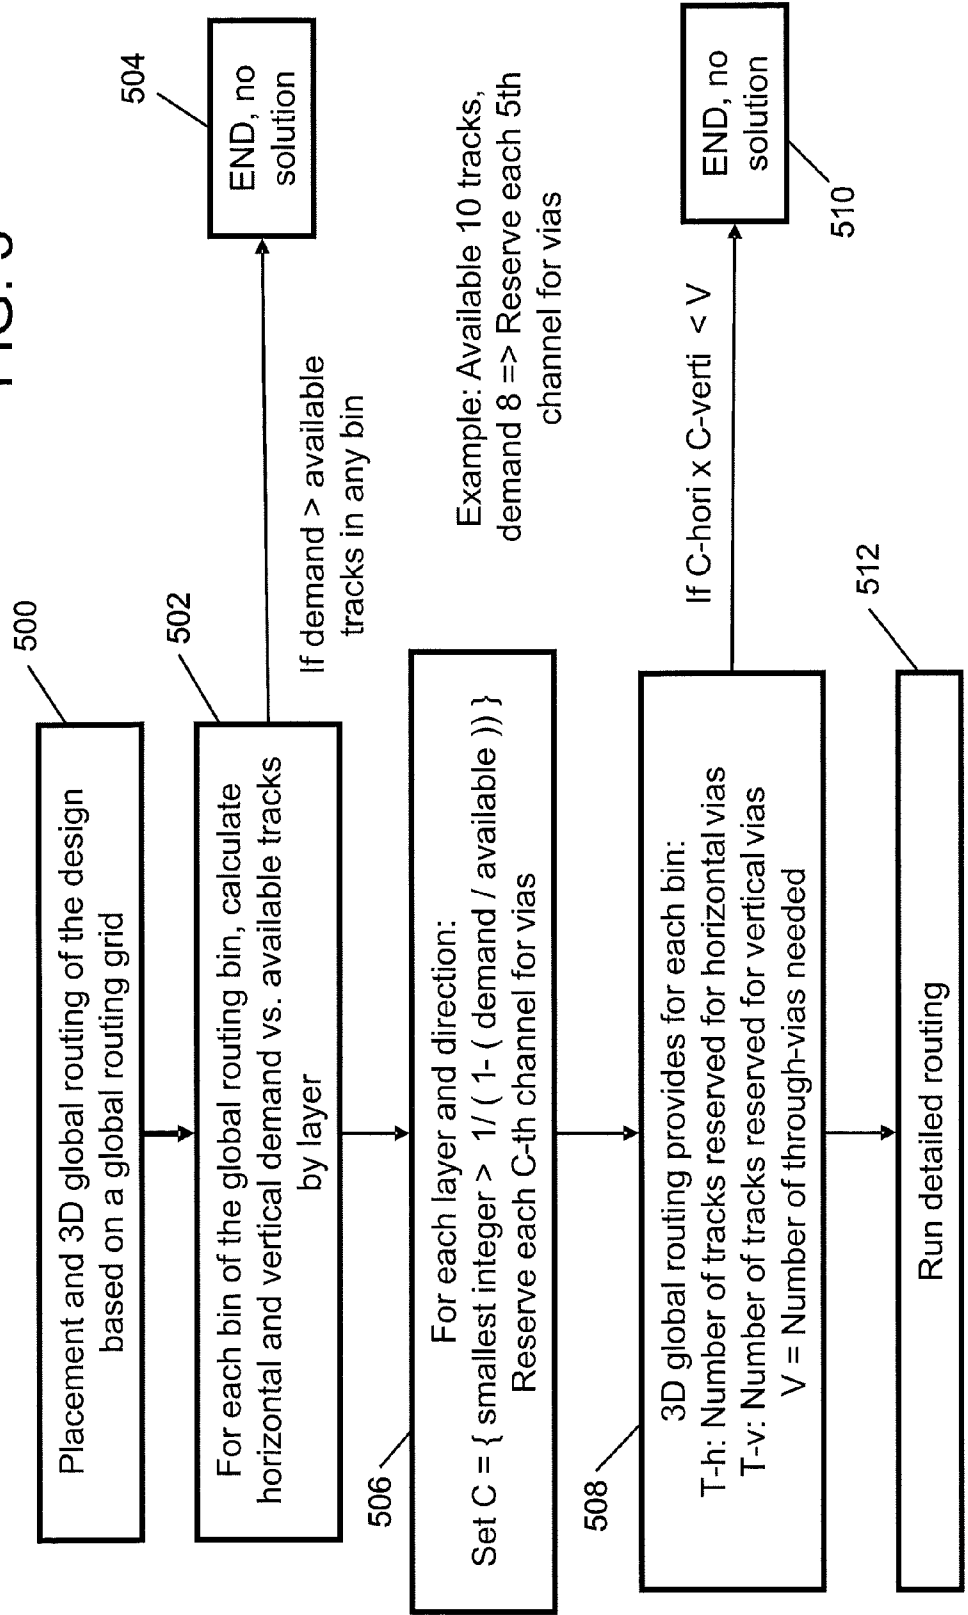 500
Placement and 3D global routing of the design
based on a global routing grid
502
For each bin of the global routing bin, calculate
horizontal and vertical demand vs. available tracks
by layer
If demand > available
tracks in any bin
504
END, no
solution
506
For each layer and direction:
Set C = { smallest integer > 1/ ( 1- ( demand / available )) }
Reserve each C-th channel for vias
Example: Available 10 tracks,
demand 8 => Reserve each 5th
channel for vias
508
3D global routing provides for each bin:
T-h: Number of tracks reserved for horizontal vias
T-v: Number of tracks reserved for vertical vias
V = Number of through-vias needed
If C-hori x C-verti < V
END, no
solution
510
512
Run detailed routing